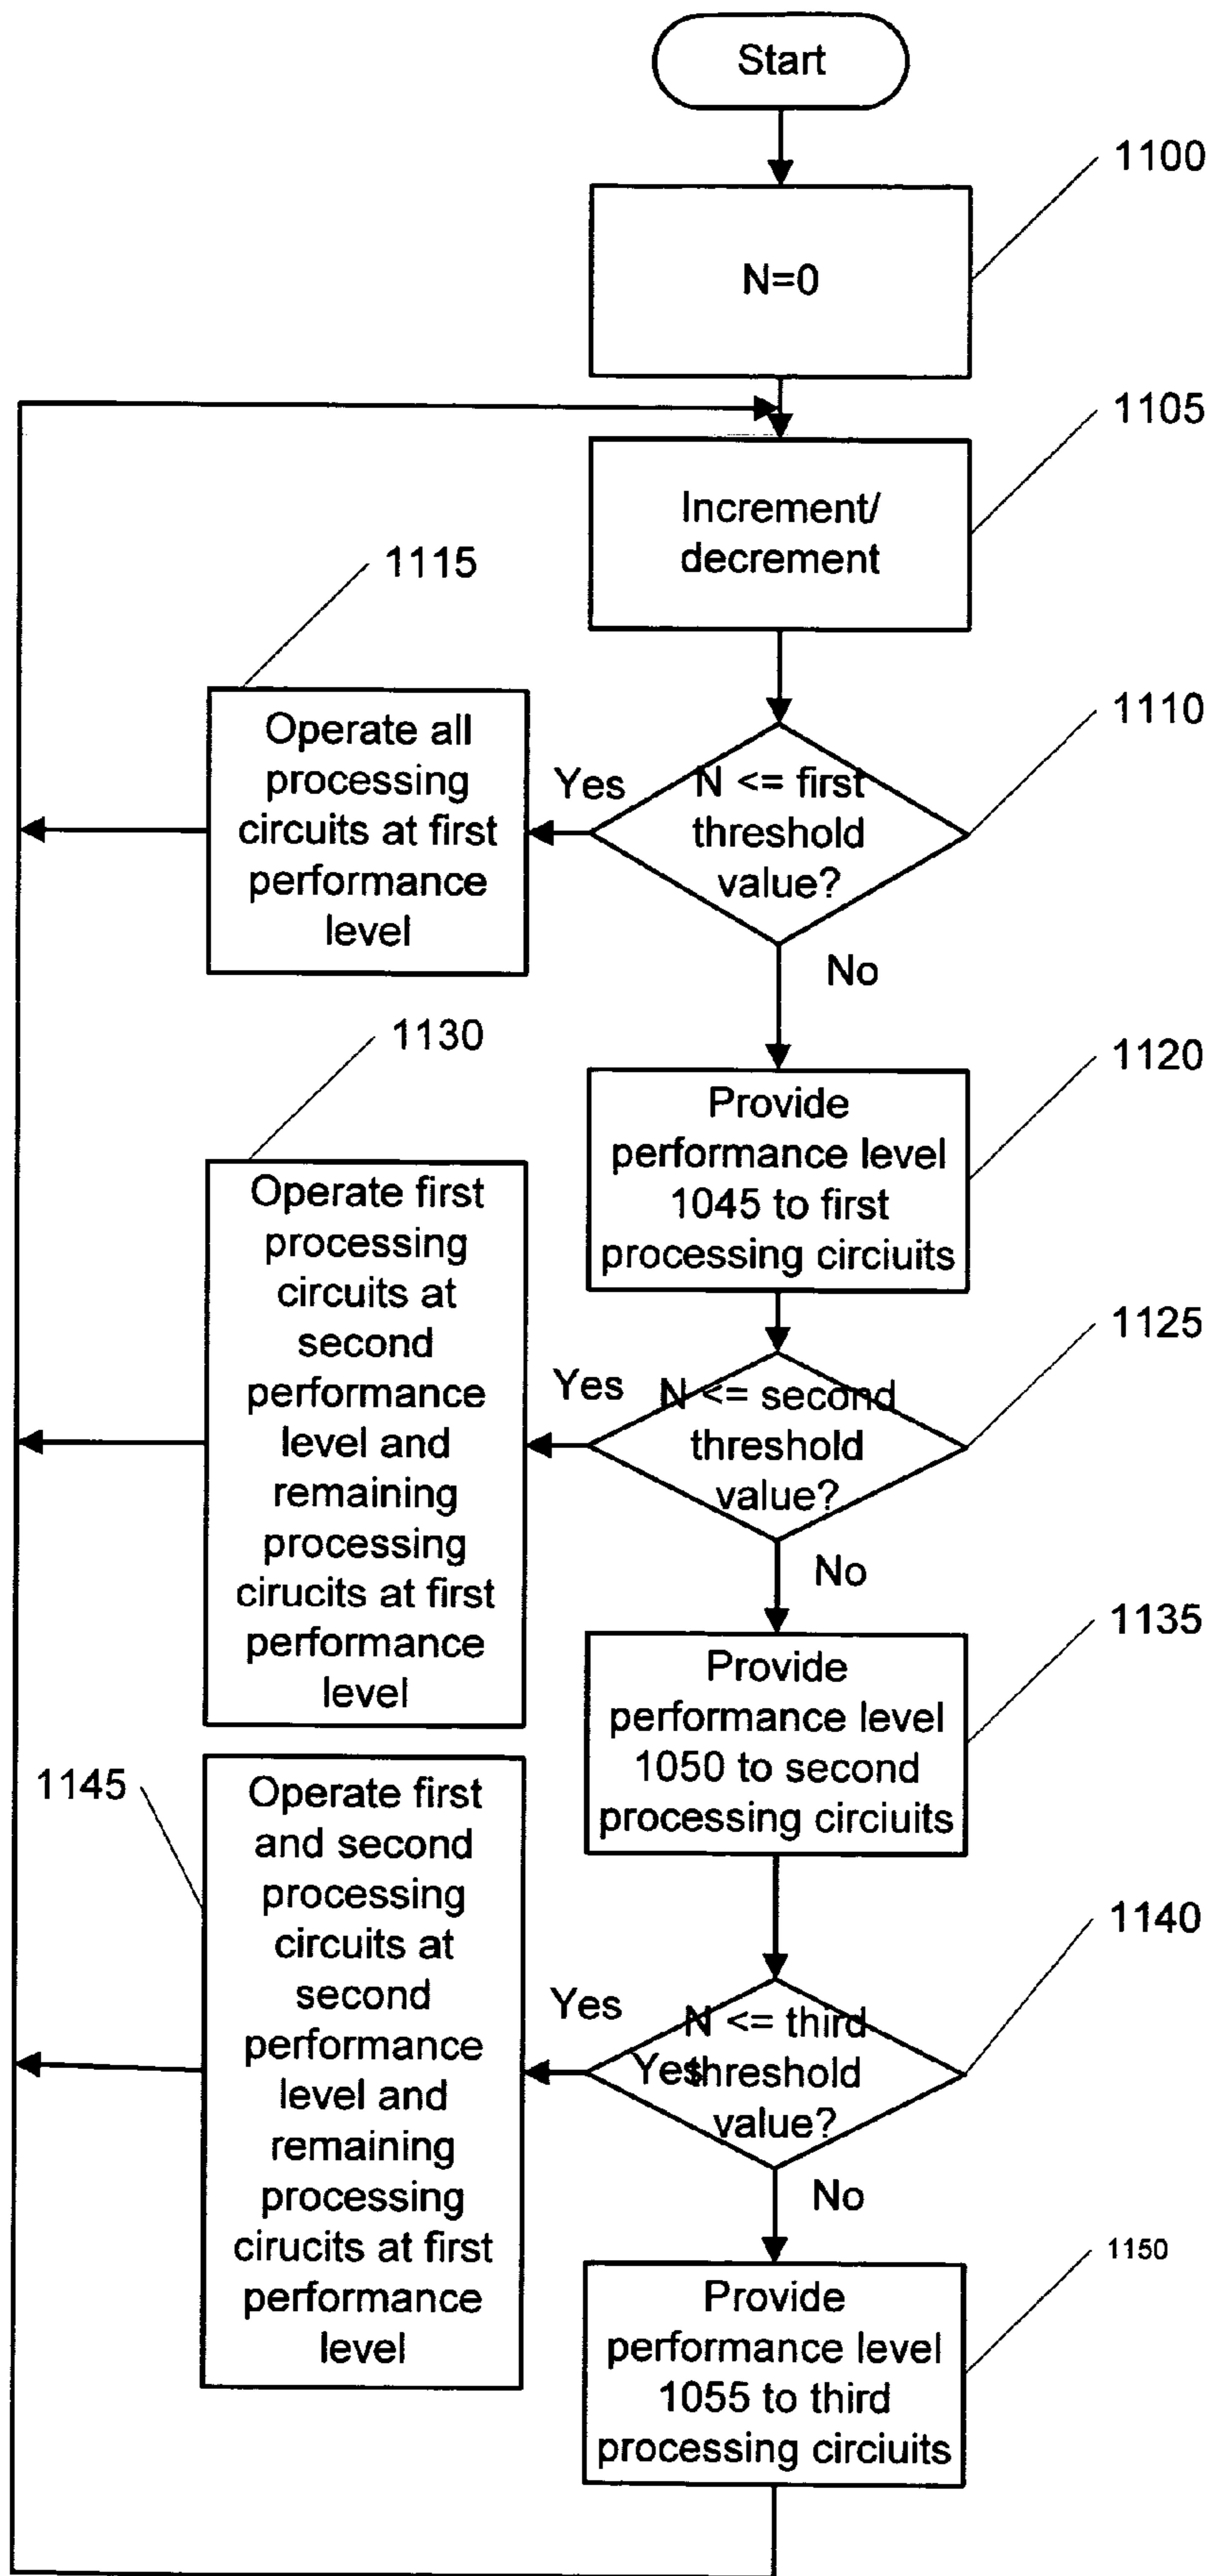 Start
1100
N=0
1105
Increment/
decrement
1115
Operate all
processing
circuits at first
performance
level
1110
Yes
N <= first
threshold
value?
No
1130
1120
Provide
performance level
1045 to first
processing circiuits
Operate first
processing
circuits at
second
performance
level and
remaining
processing
cirucits at first
performance
level
1125
Yes
N <= second
threshold
value?
No
1135
Provide
performance level
1050 to second
processing circiuits
1145
Operate first
and second
processing
circuits at
second
performance
level and
remaining
processing
cirucits at first
performance
level
1140
Yes
N <= third
Yes
threshold
value?
No
1150
Provide
performance level
1055 to third
processing circiuits